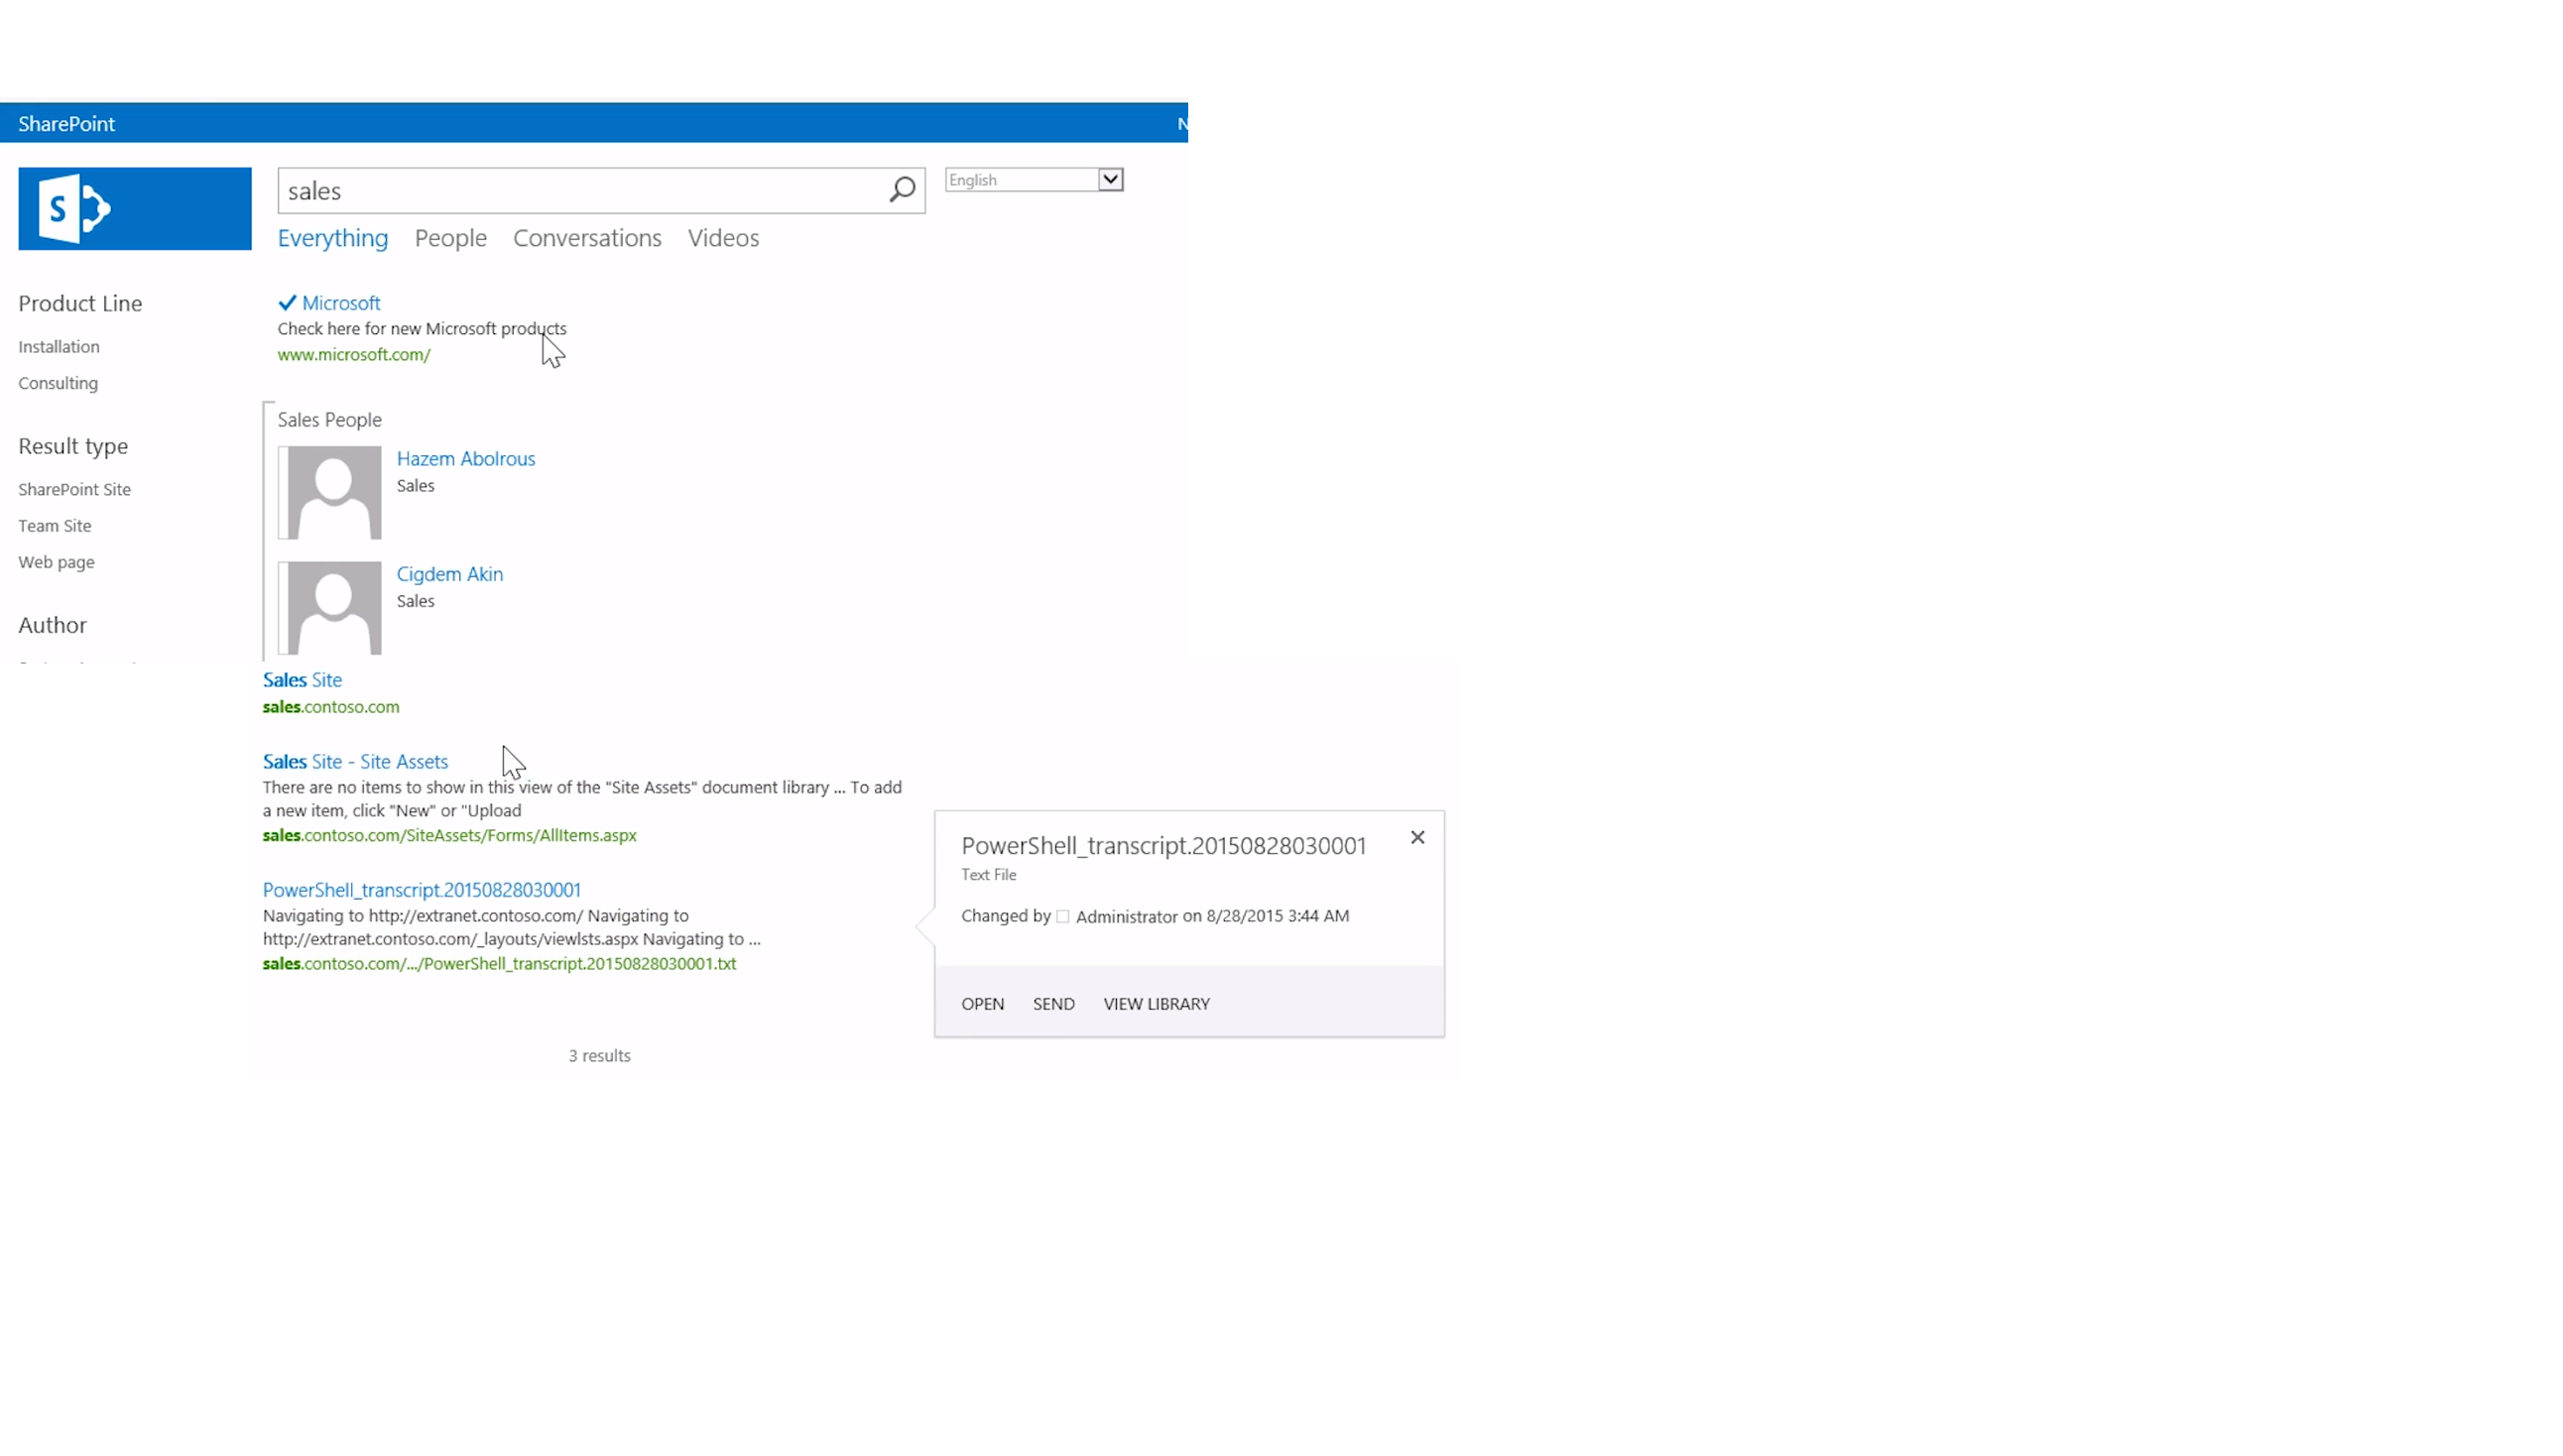 SharePoint
N
S
sales
English
Everything People Conversations Videos
Product Line
Installation
Consulting
Result type
SharePoint Site
Team Site
Web page
Author
Microsoft
Check here for new Microsoft products
www.microsoft.com/
Sales People
Hazem Abolrous
Sales
Cigdem Akin
Sales
Sales Site
sales.contoso.com
Sales Site - Site Assets
There are no items to show in this view of the "Site Assets" document library ... To add
a new item, click "New" or "Upload
sales.contoso.com/SiteAssets/Forms/AllItems.aspx
PowerShell_transcript.20150828030001
Navigating to http://extranet.contoso.com/ Navigating to
http://extranet.contoso.com/_layouts/viewlsts.aspx Navigating to ...
sales.contoso.com/.../PowerShell_transcript.20150828030001.txt
PowerShell_transcript.20150828030001
Text File
Changed by Administrator on 8/28/2015 3:44 AM
OPEN SEND VIEW LIBRARY
3 results